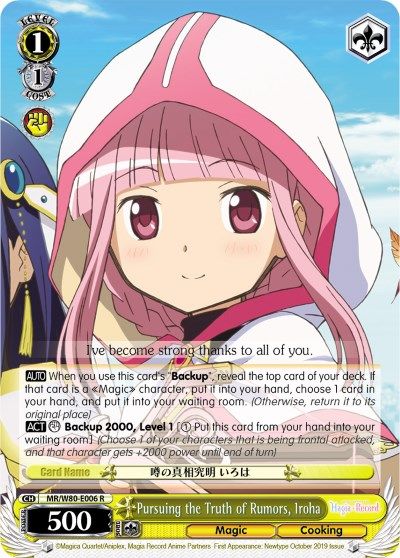 LEVEL
1
1
COST
I've become strong thanks to all of you.
AUTO When you use this card's "Backup", reveal the top card of your deck. If
that card is a «Magic» character, put it into your hand, choose 1 card in
your hand, and put it into your waiting room. (Otherwise, return it to its
original place)
ACT Backup 2000, Level 1 [① Put this card from your hand into your
waiting room] (Choose 1 of your characters that is being frontal attacked,
and that character gets +2000 power until end of turn)
Card Name 噂の真相究明 いろは
CH MR/W80-E006 R
Pursuing the Truth of Rumors, Iroha
Magia Record
POWER
500
SOUL
Magic
Cooking
©Magica Quartet/Aniplex, Magia Record Anime Partners First Appearance: Newtype October 2019 Issue